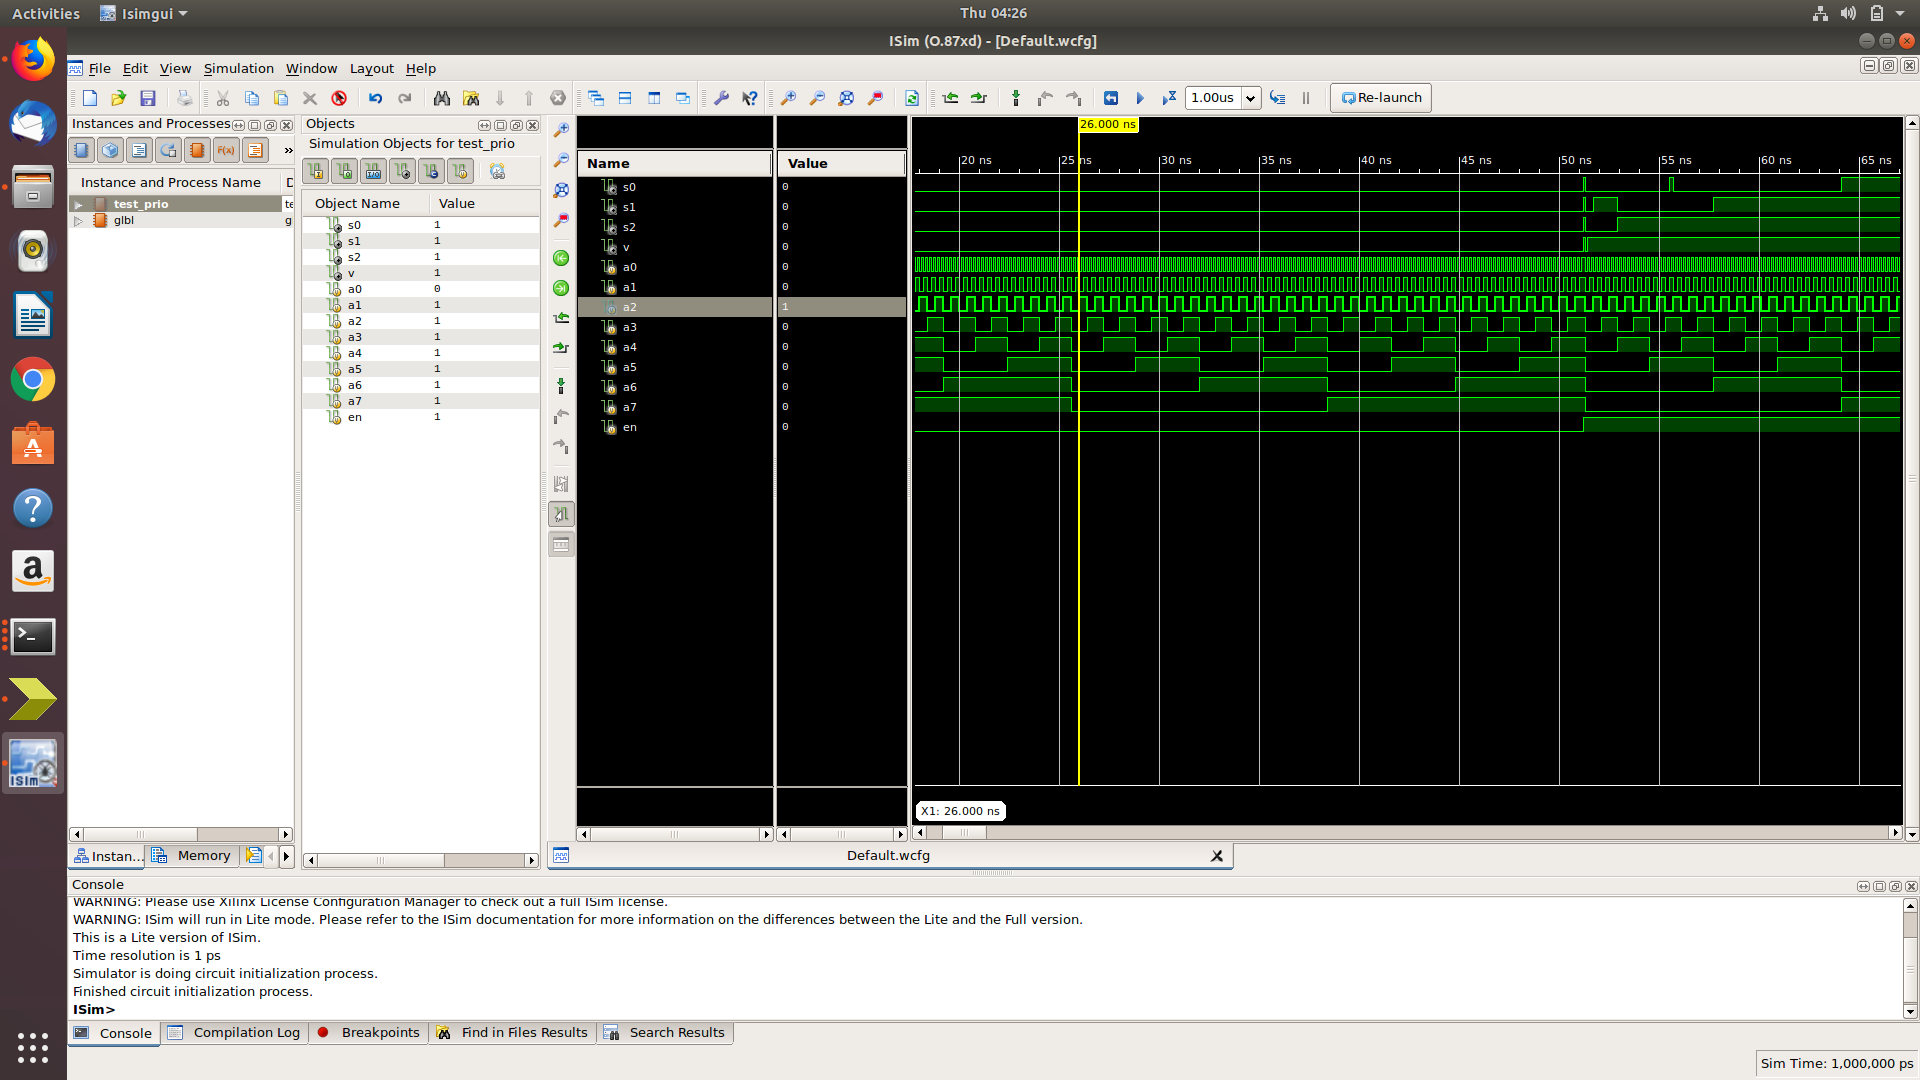 Activities Isimgui Thu 04:26
ISim (O.87xd) - [Default.wcfg]
File Edit View Simulation Window Layout Help
1.00us Re-launch
Instances and Processes
Objects
26.000 ns
Simulation Objects for test_prio
F(x) »
Name Value
20 ns 25 ns 30 ns 35 ns 40 ns 45 ns 50 ns 55 ns 60 ns 65 ns
Instance and Process Name D
test_prio te
glbl g
Object Name Value
s0 1
s1 1
s2 1
v 1
a0 0
a1 1
a2 1
a3 1
a4 1
a5 1
a6 1
a7 1
en 1
s0 0
s1 0
s2 0
v 0
a0 0
a1 0
a2 1
a3 0
a4 0
a5 0
a6 0
a7 0
en 0
X1: 26.000 ns
Instan... Memory
Default.wcfg
Console
WARNING: Please use Xilinx License Configuration Manager to check out a full ISim license.
WARNING: ISim will run in Lite mode. Please refer to the ISim documentation for more information on the differences between the Lite and the Full version.
This is a Lite version of ISim.
Time resolution is 1 ps
Simulator is doing circuit initialization process.
Finished circuit initialization process.
ISim>
Console Compilation Log Breakpoints Find in Files Results Search Results
Sim Time: 1,000,000 ps
ISim